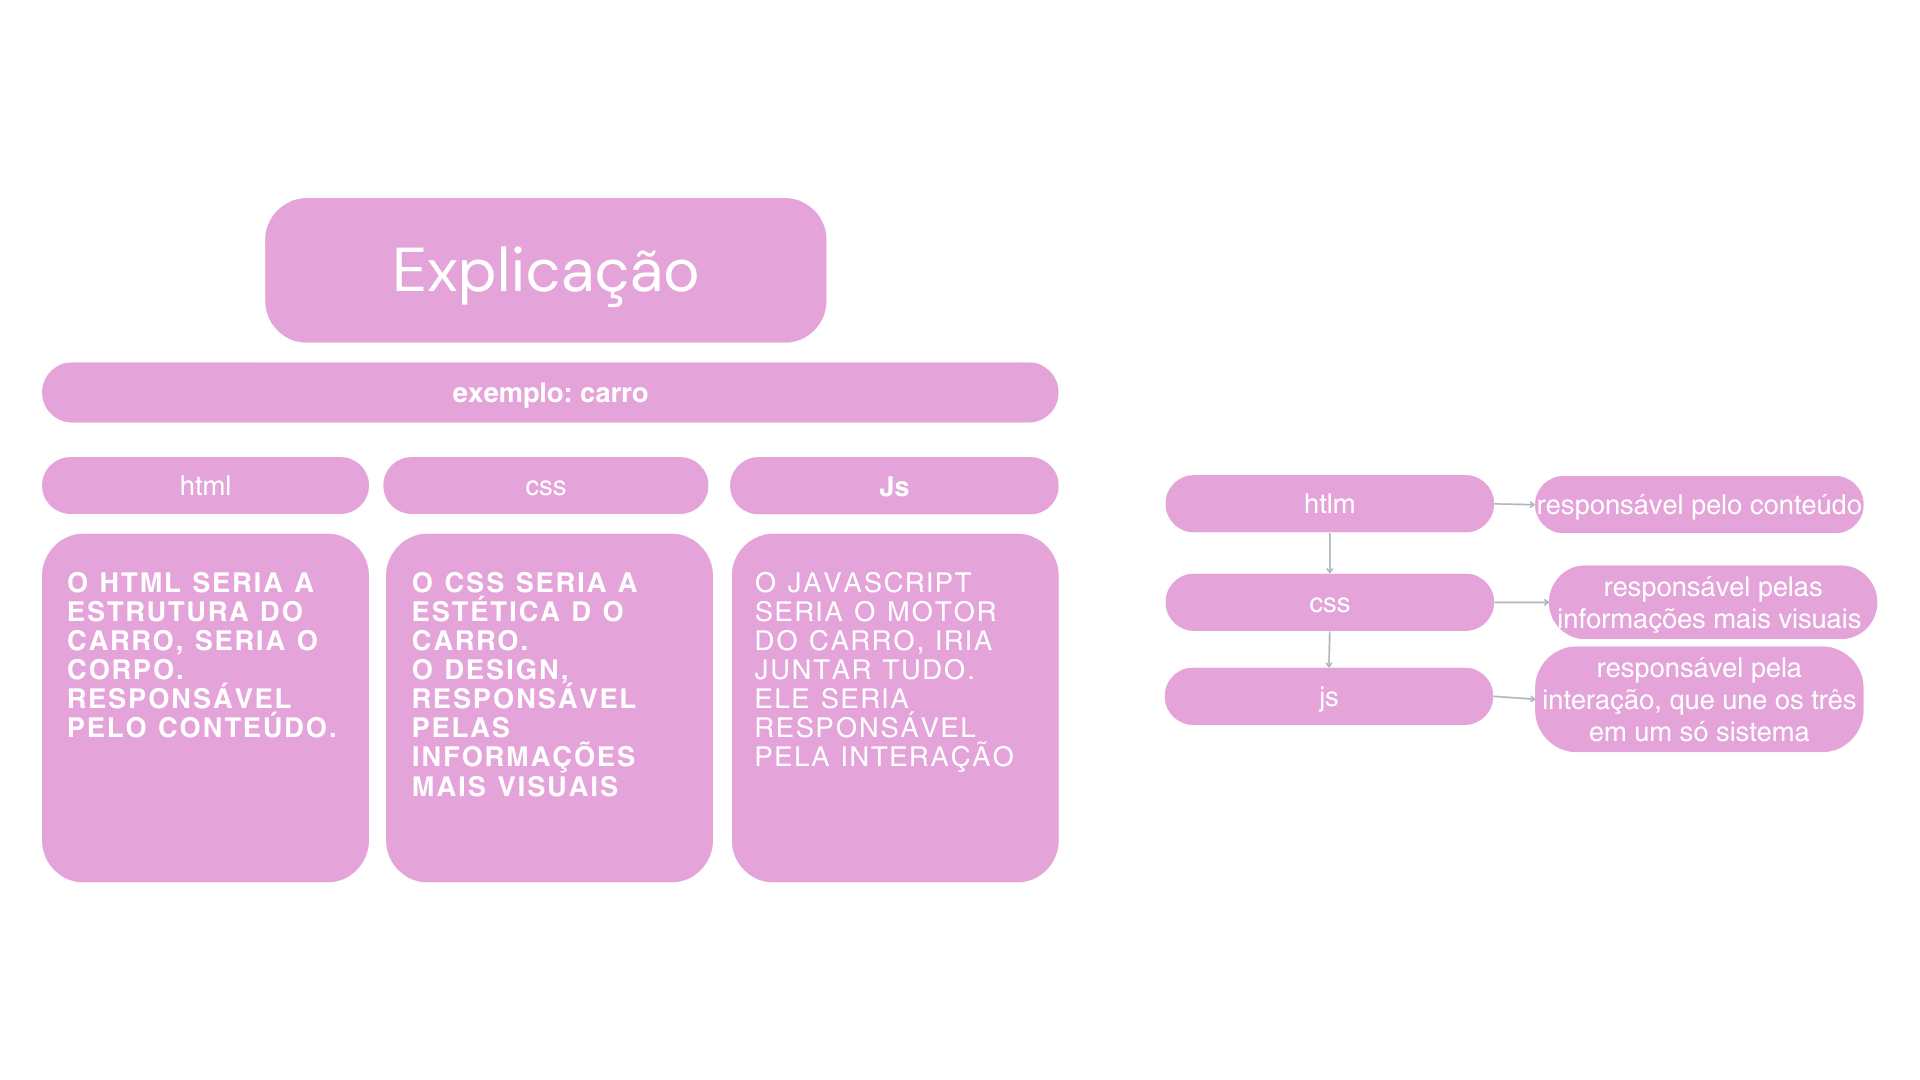 Explicação
exemplo: carro
html
css
Js
O HTML SERIA A
ESTRUTURA DO
CARRO, SERIA O
CORPO.
RESPONSÁVEL
PELO CONTEÚDO.
O CSS SERIA A
ESTÉTICA D O
CARRO.
O DESIGN,
RESPONSÁVEL
PELAS
INFORMAÇÕES
MAIS VISUAIS
O JAVASCRIPT
SERIA O MOTOR
DO CARRO, IRIA
JUNTAR TUDO.
ELE SERIA
RESPONSÁVEL
PELA INTERAÇÃO
htlm
responsável pelo conteúdo
css
responsável pelas
informações mais visuais
js
responsável pela
interação, que une os três
em um só sistema